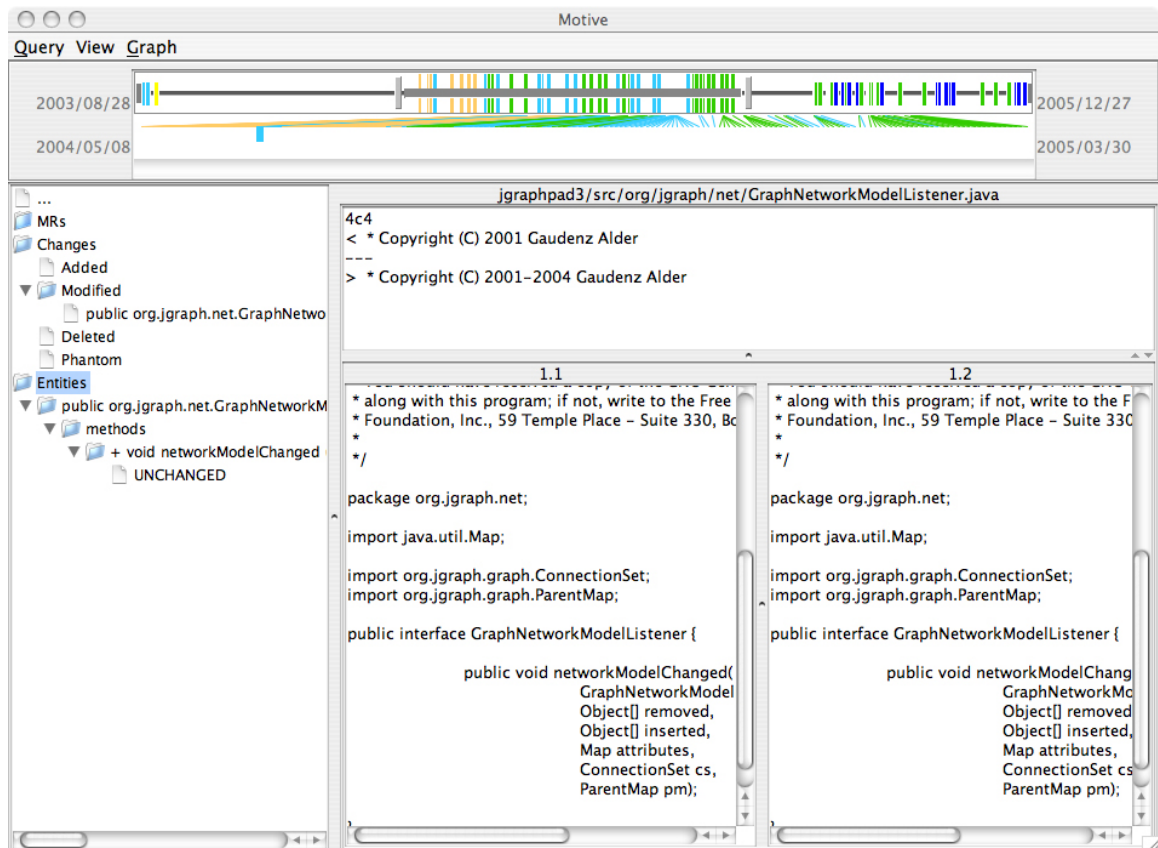 Motive
Query View Graph
2003/08/28
2005/12/27
2004/05/08
2005/03/30
...
MRs
Changes
Added
Modified
public org.jgraph.net.GraphNetwo
Deleted
Phantom
Entities
public org.jgraph.net.GraphNetworkM
methods
+ void networkModelChanged
UNCHANGED
jgraphpad3/src/org/jgraph/net/GraphNetworkModelListener.java
4c4
< * Copyright (C) 2001 Gaudenz Alder
---
> * Copyright (C) 2001-2004 Gaudenz Alder
1.1
* along with this program; if not, write to the Free
* Foundation, Inc., 59 Temple Place - Suite 330, Bo
*
*/
package org.jgraph.net;
import java.util.Map;
import org.jgraph.graph.ConnectionSet;
import org.jgraph.graph.ParentMap;
public interface GraphNetworkModelListener {
public void networkModelChanged(
GraphNetworkModel
Object[] removed,
Object[] inserted,
Map attributes,
ConnectionSet cs,
ParentMap pm);
1.2
* along with this program; if not, write to the F
* Foundation, Inc., 59 Temple Place - Suite 330
*
*/
package org.jgraph.net;
import java.util.Map;
import org.jgraph.graph.ConnectionSet;
import org.jgraph.graph.ParentMap;
public interface GraphNetworkModelListener {
public void networkModelChang
GraphNetworkMo
Object[] removed
Object[] inserted,
Map attributes,
ConnectionSet cs
ParentMap pm);